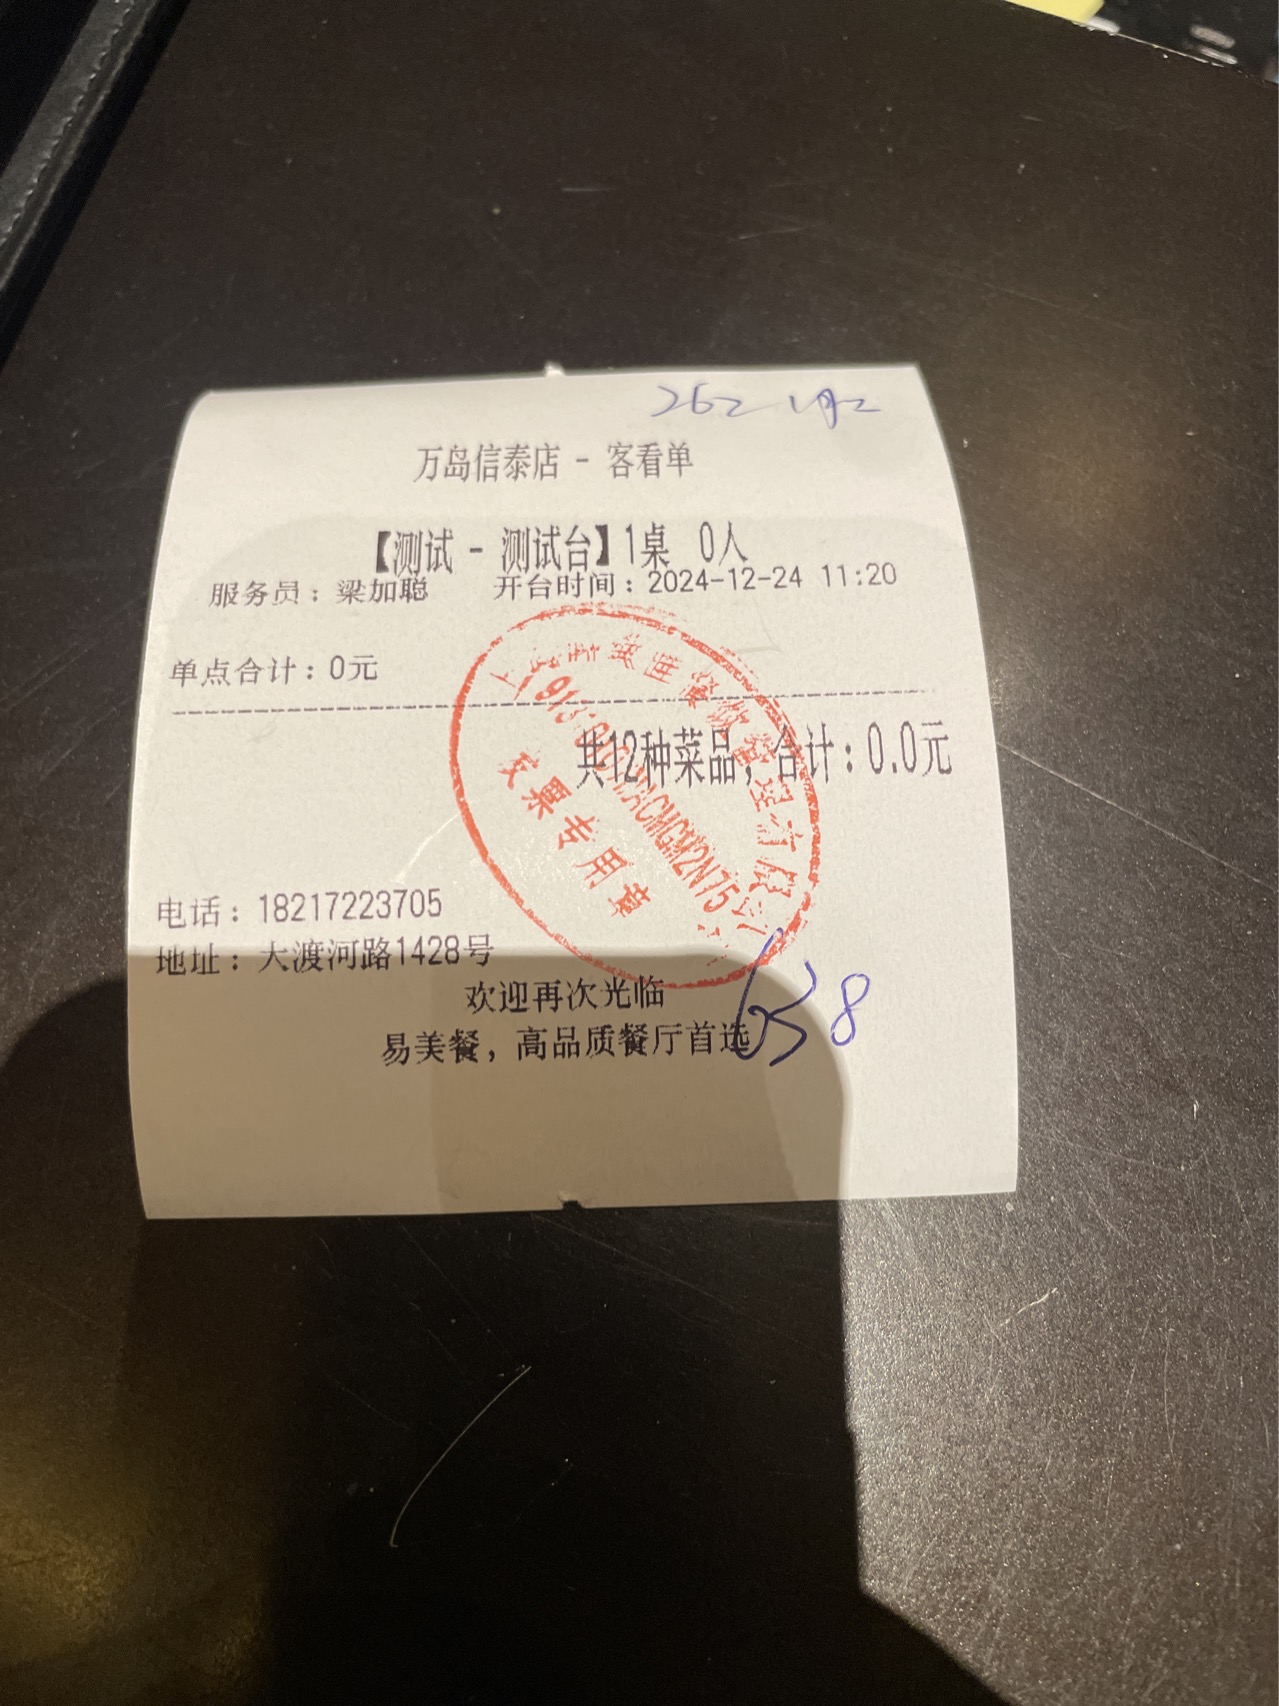 万岛信泰店 - 客看单
【测试 - 测试台】1桌 0人
服务员：梁加聪 开台时间：2024-12-24 11:20
单点合计：0元
共12种菜品，合计：0.0元
发票专用章
电话：18217223705
地址：大渡河路1428号
欢迎再次光临
易美餐，高品质餐厅首选
638